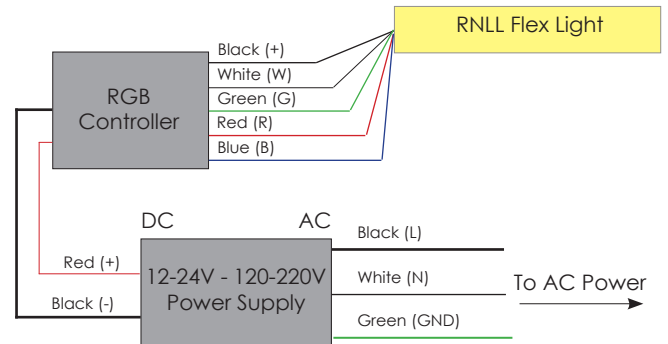 RNLL Flex Light
Black (+)
White (W)
Green (G)
Red (R)
Blue (B)
RGB
Controller
DC
AC
Black (L)
Red (+)
12-24V - 120-220V
Power Supply
White (N)
To AC Power
Black (-)
Green (GND)